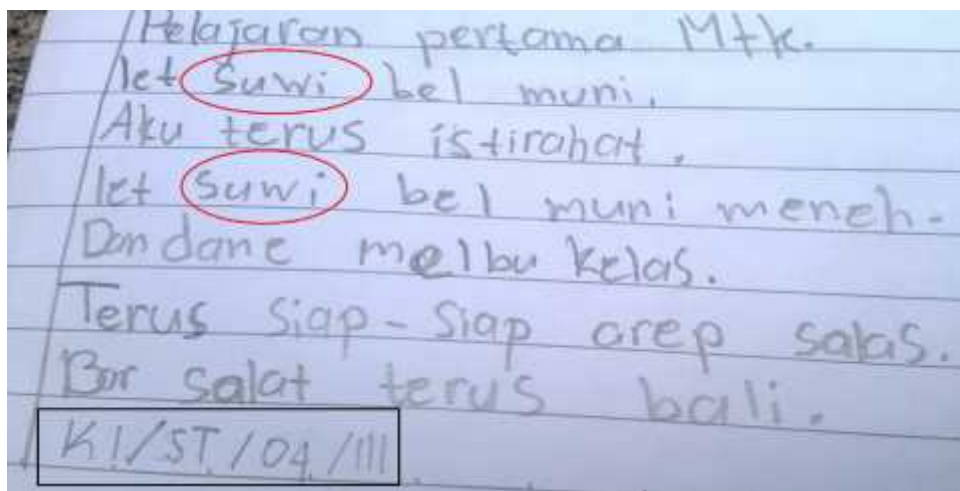 Pelajaran pertama Mtk.
let Suwi bel muni.
Aku terus istirahat.
let Suwi bel muni meneh.
Dandane melbu kelas.
Terus siap-siap arep salas.
Bar salat terus bali.
K1/ST/04/III